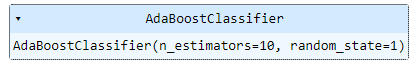 ▾ AdaBoostClassifier
AdaBoostClassifier(n_estimators=10, random_state=1)